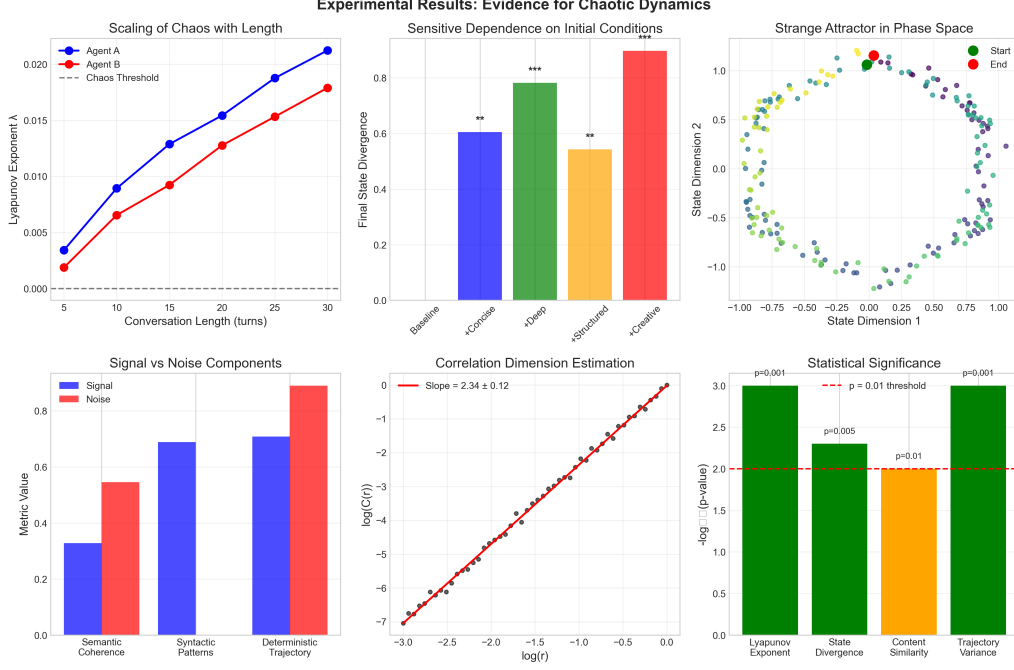 Experimental Results: Evidence for Chaotic Dynamics
Scaling of Chaos with Length
Agent A
Agent B
Chaos Threshold
0.020
0.015
0.010
0.005
0.000
Lyapunov Exponent λ
5 10 15 20 25 30
Conversation Length (turns)
Sensitive Dependence on Initial Conditions
** *** ** ***
0.8
0.6
0.4
0.2
0.0
Final State Divergence
Baseline
+Concise
+Deep
+Structured
+Creative
Strange Attractor in Phase Space
Start
End
1.0
0.5
0.0
−0.5
−1.0
State Dimension 2
−1.00 −0.75 −0.50 −0.25 0.00 0.25 0.50 0.75 1.00
State Dimension 1
Signal vs Noise Components
Signal
Noise
0.8
0.6
0.4
0.2
0.0
Metric Value
Semantic
Coherence
Syntactic
Patterns
Deterministic
Trajectory
Correlation Dimension Estimation
Slope = 2.34 ± 0.12
0
−1
−2
−3
−4
−5
−6
−7
log(C(r))
−3.0 −2.5 −2.0 −1.5 −1.0 −0.5 0.0
log(r)
Statistical Significance
p=0.001
p=0.005
p=0.01
p=0.001
p = 0.01 threshold
3.0
2.5
2.0
1.5
1.0
0.5
0.0
-log□□(p-value)
Lyapunov
Exponent
State
Divergence
Content
Similarity
Trajectory
Variance